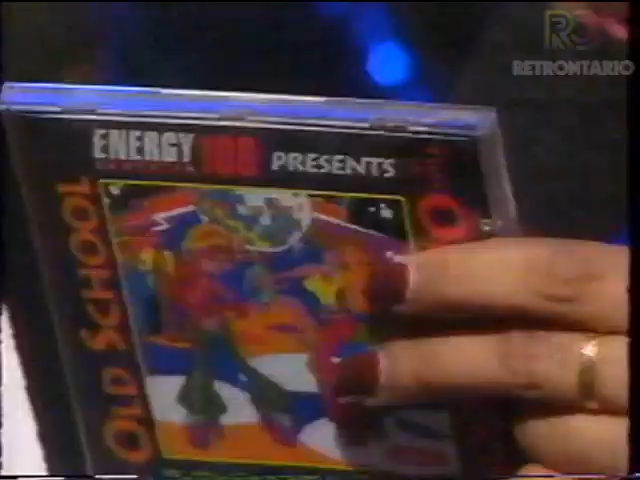 RETRONTARIO
ENERGY 108 PRESENTS
OLD SCHOOL